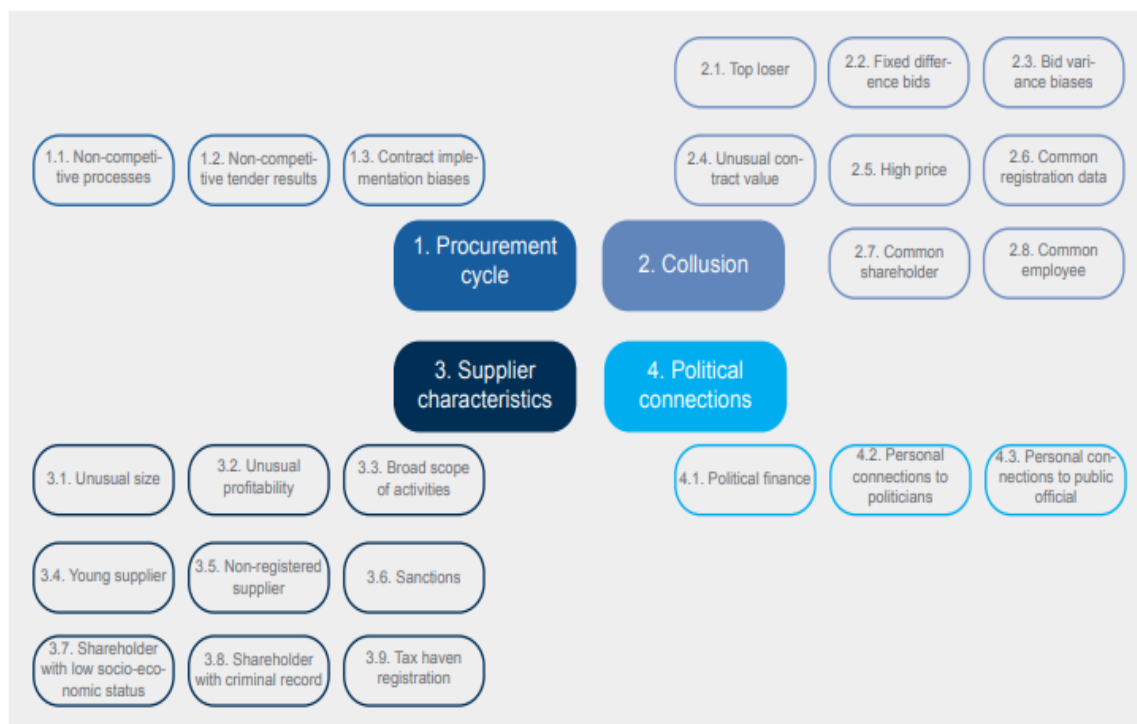 2.1. Top loser
2.2. Fixed differ-
ence bids
2.3. Bid vari-
ance biases
1.1. Non-competi-
tive processes
1.2. Non-competi-
tive tender results
1.3. Contract imple-
mentation biases
2.4. Unusual con-
tract value
2.5. High price
2.6. Common
registration data
1. Procurement
cycle
2. Collusion
2.7. Common
shareholder
2.8. Common
employee
3. Supplier
characteristics
4. Political
connections
3.1. Unusual size
3.2. Unusual
profitability
3.3. Broad scope
of activities
4.1. Political finance
4.2. Personal
connections to
politicians
4.3. Personal con-
nections to public
official
3.4. Young supplier
3.5. Non-registered
supplier
3.6. Sanctions
3.7. Shareholder
with low socio-eco-
nomic status
3.8. Shareholder
with criminal record
3.9. Tax haven
registration